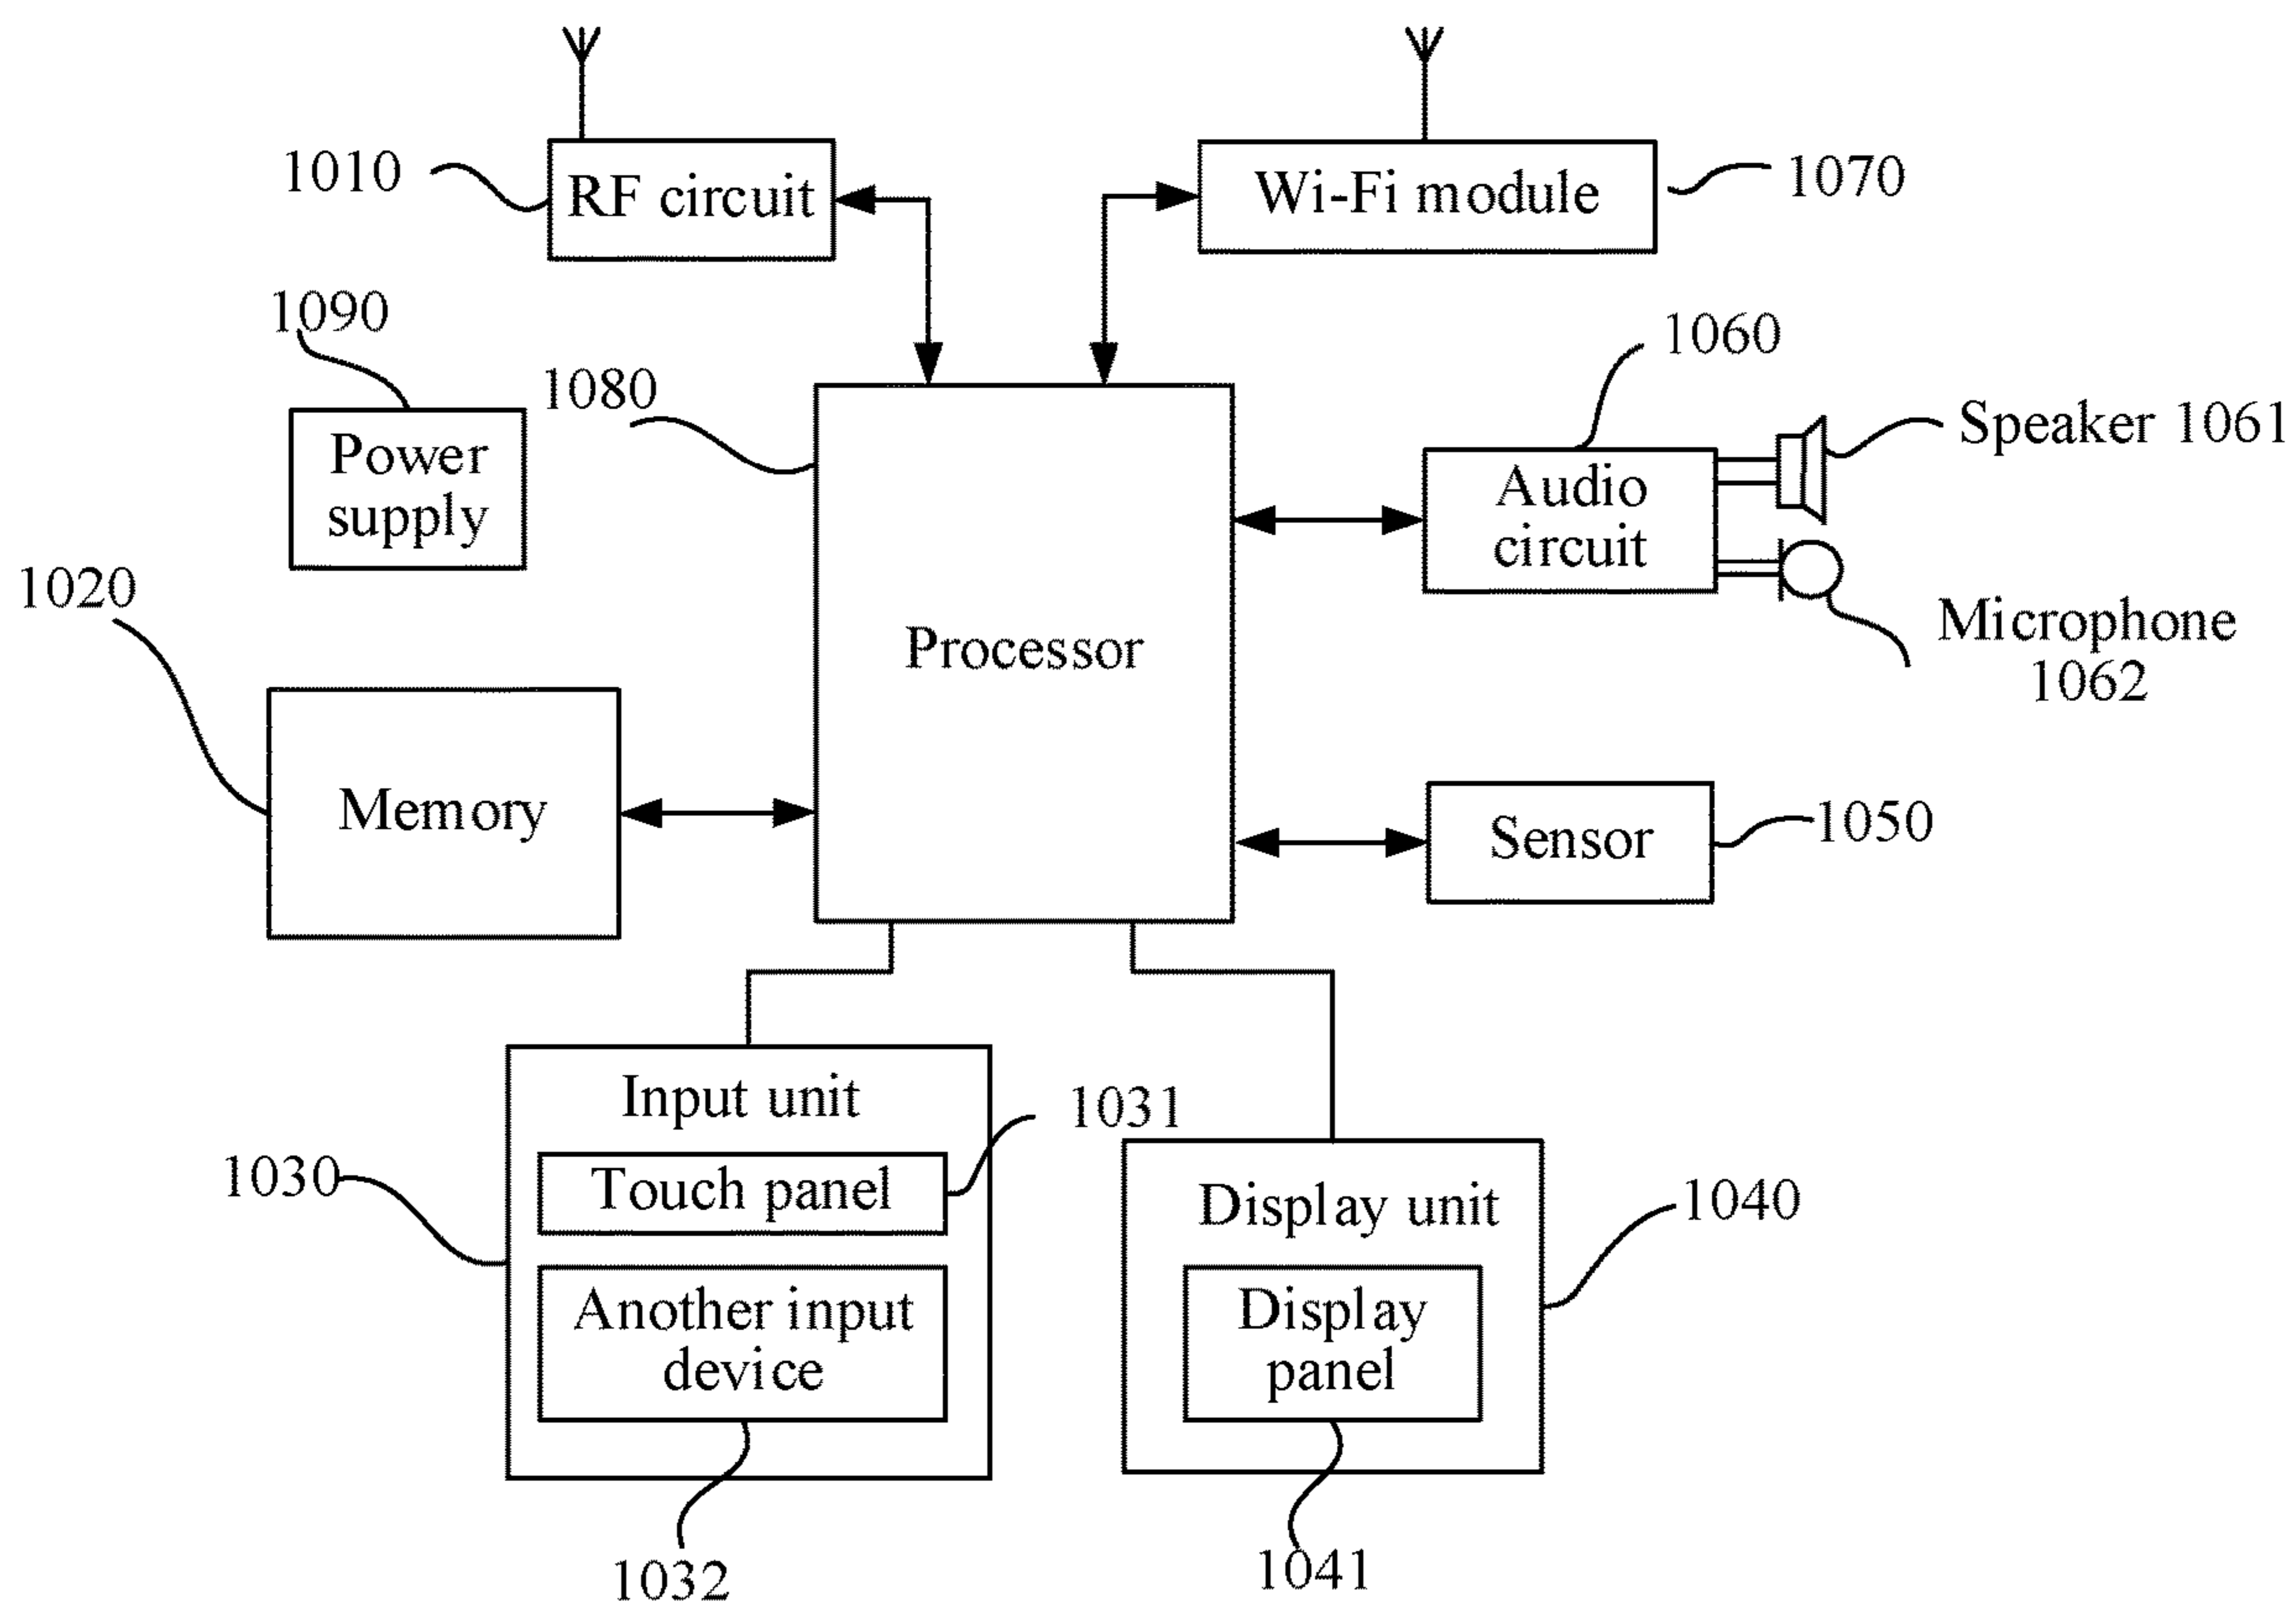 1010
RF circuit
Wi-Fi module
1070
1090
Power
supply
1080
1060
Audio
circuit
Speaker 1061
Microphone
1062
1020
Processor
Memory
Sensor
1050
Input unit
1031
Touch panel
1030
Another input
device
1032
Display unit
1040
Display
panel
1041